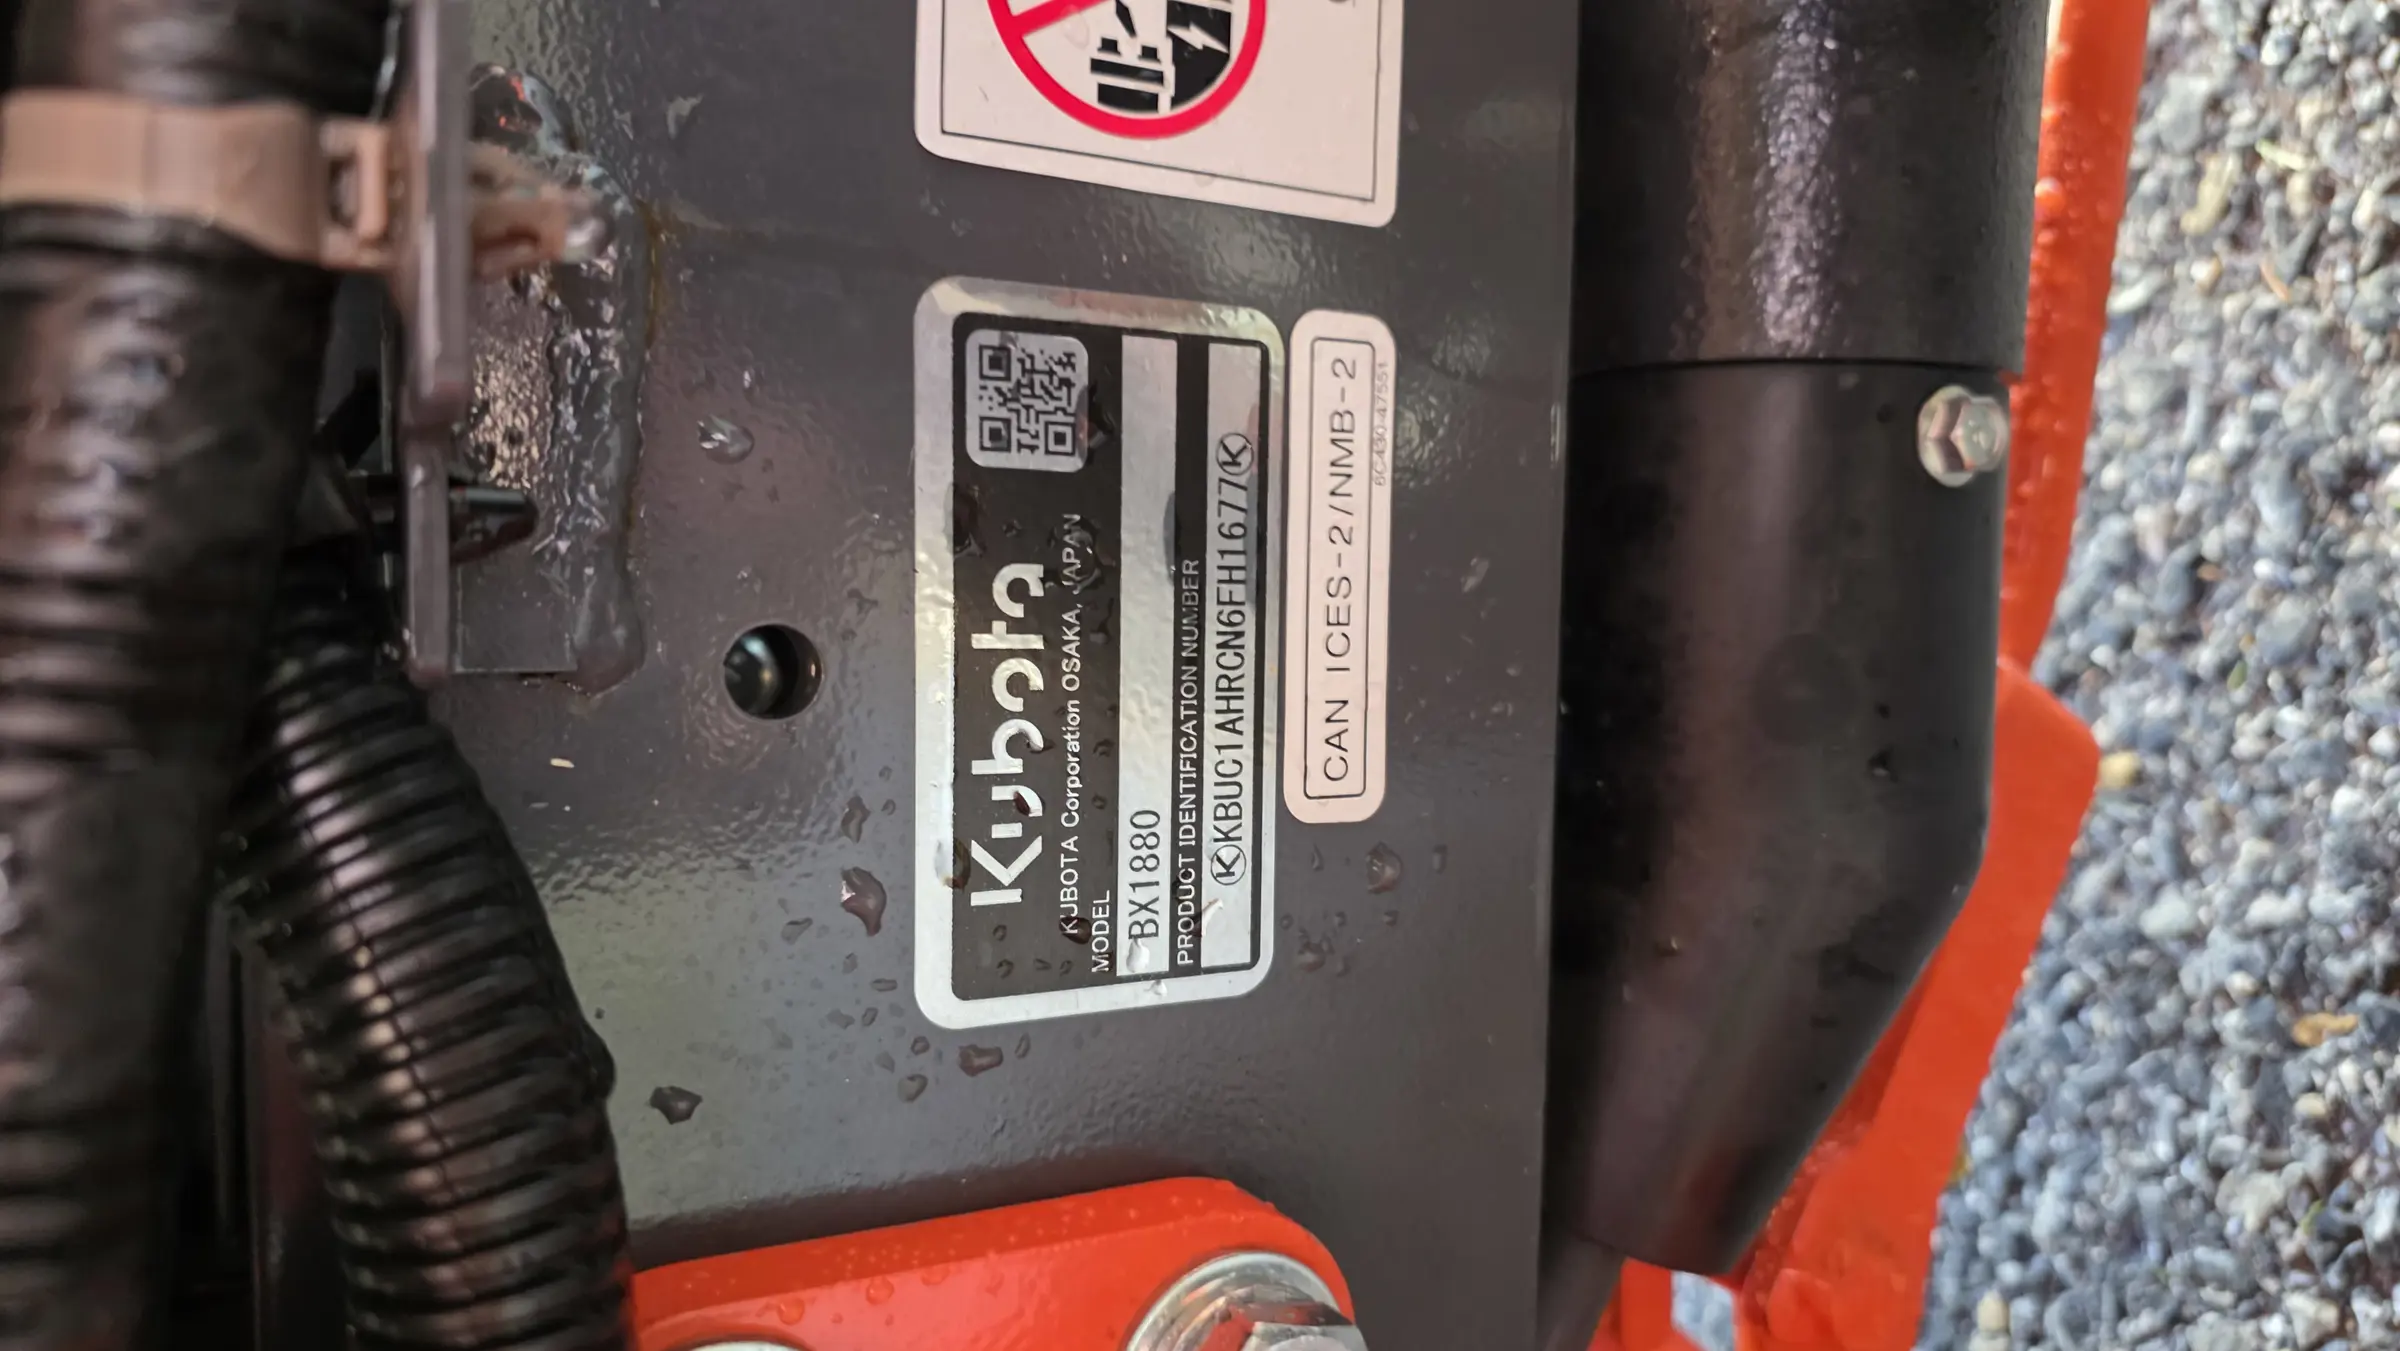 Kubota
KUBOTA Corporation OSAKA, JAPAN
MODEL
BX1880
PRODUCT IDENTIFICATION NUMBER
KKBUC1AHRCN6FH1677K
CAN ICES-2/NMB-2
6C430-47551